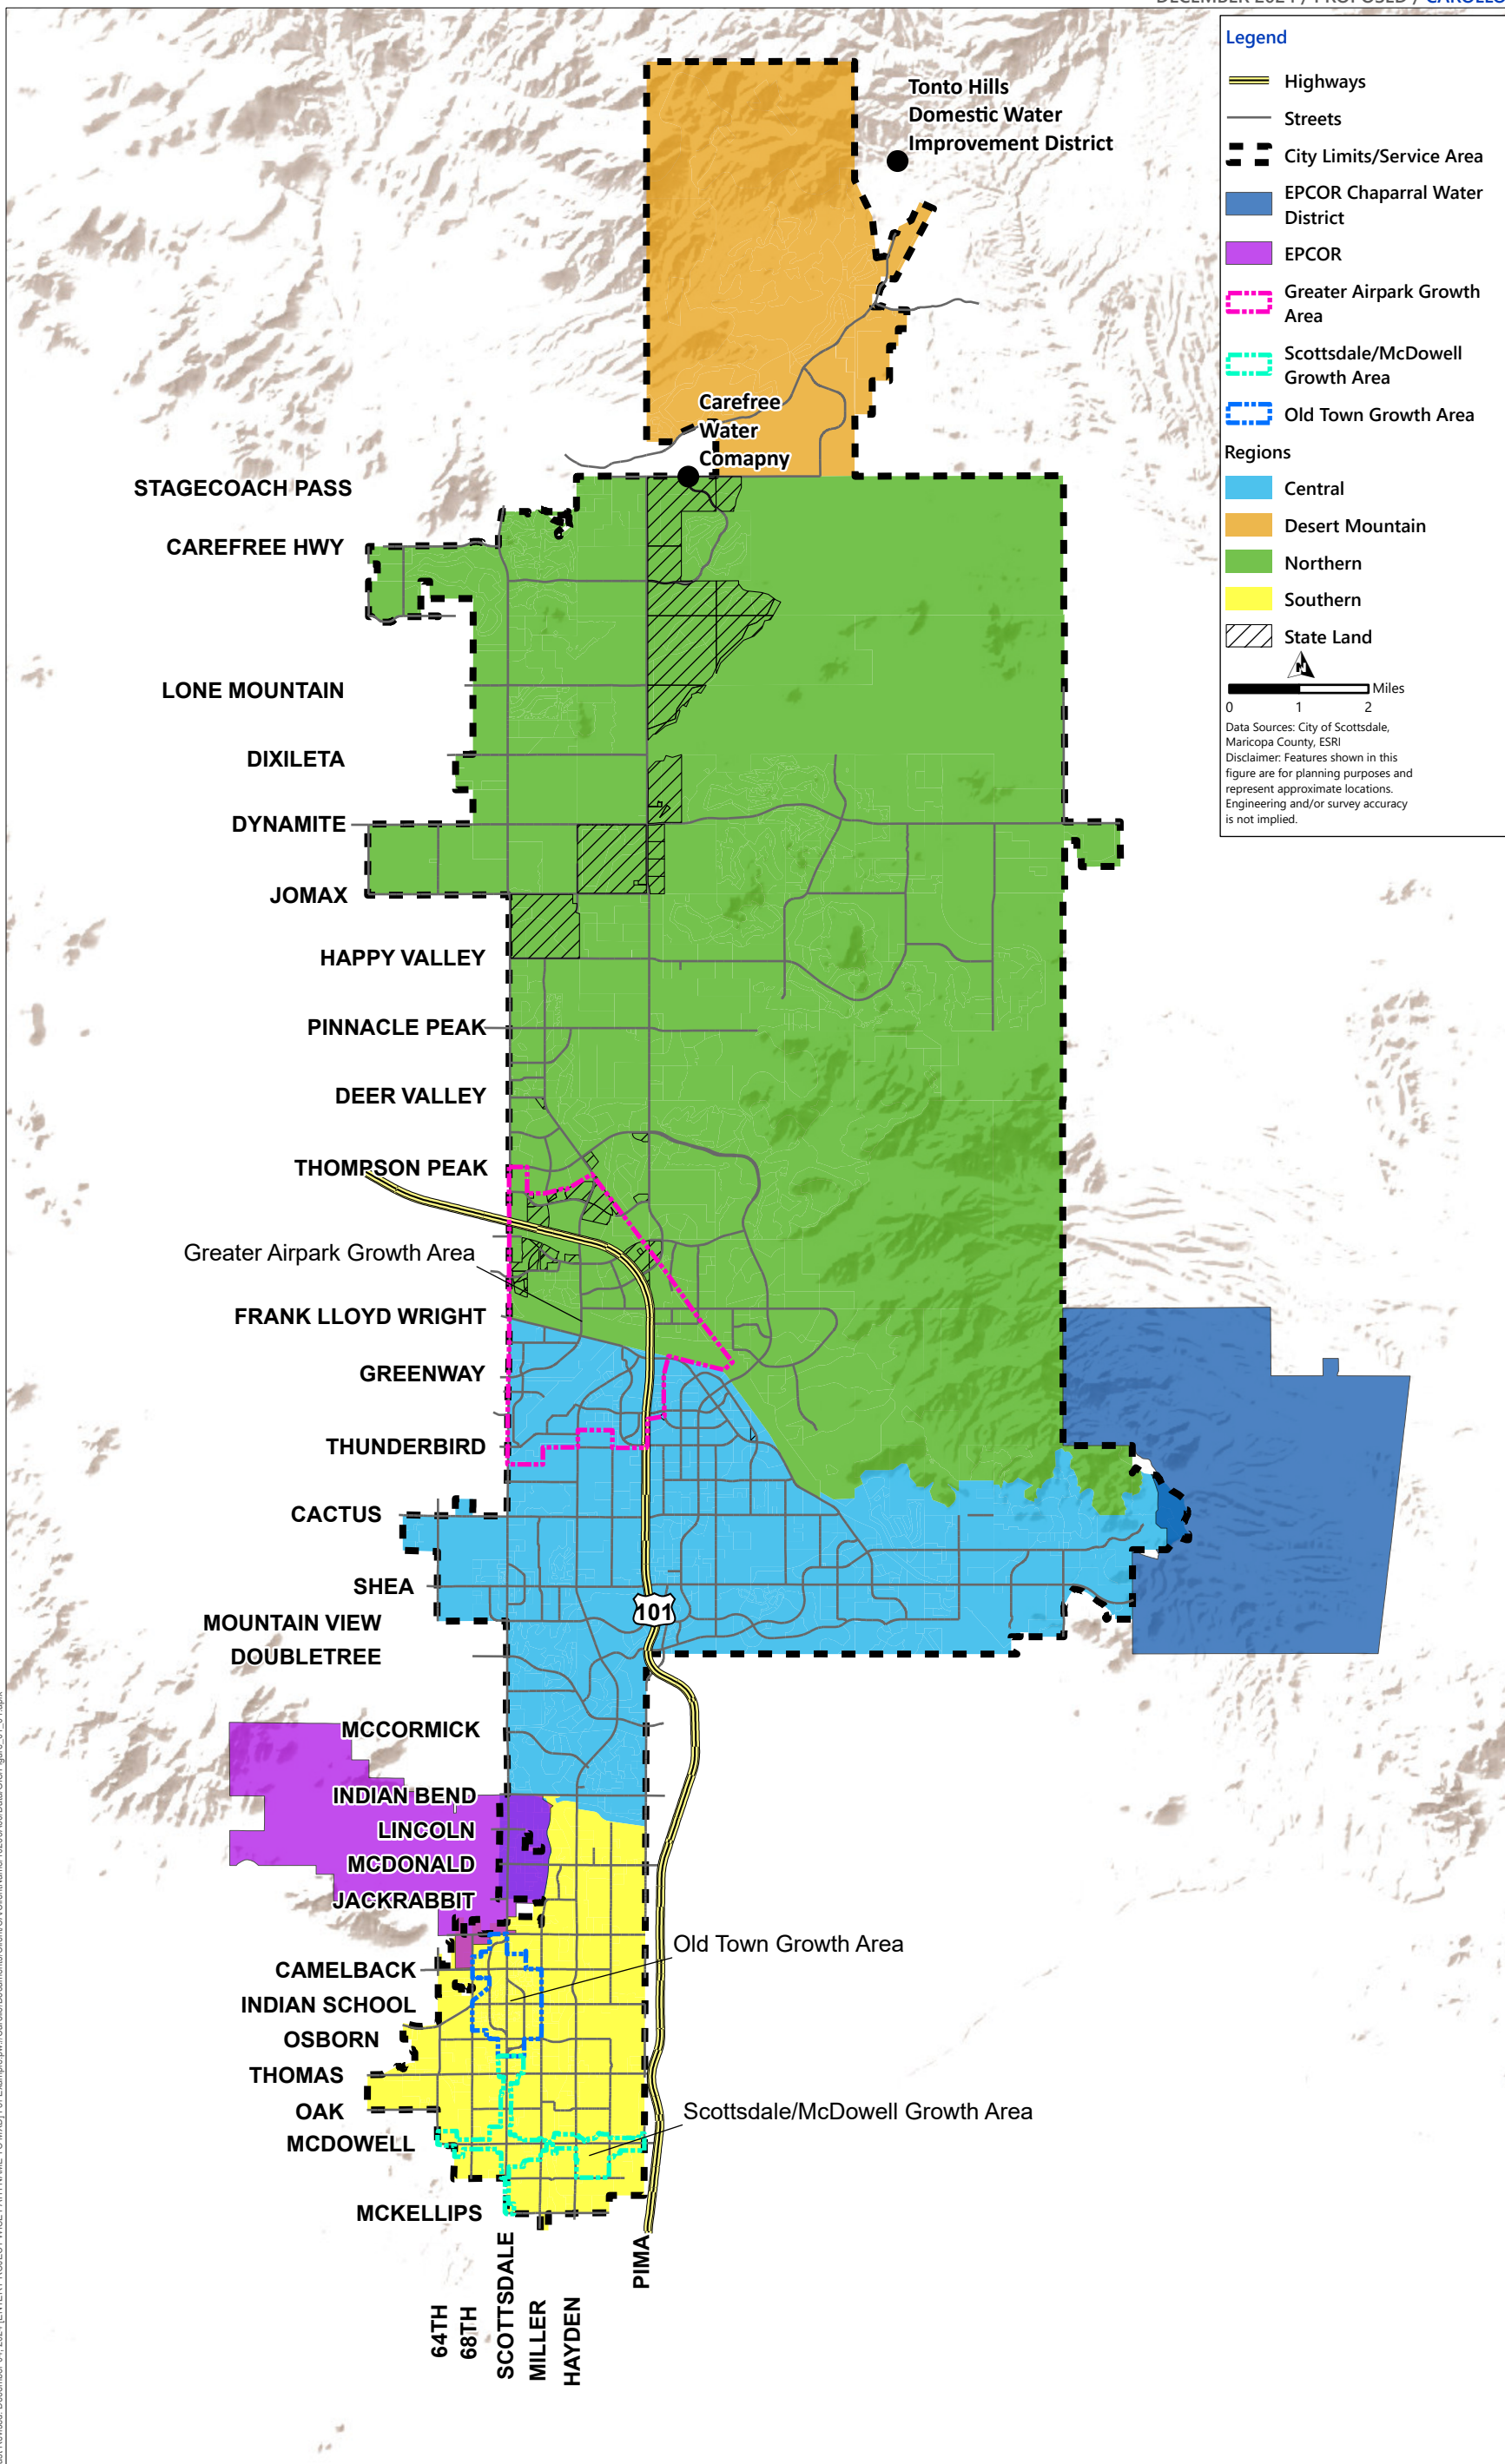 Legend
Highways
Streets
City Limits/Service Area
EPCOR Chaparral Water
District
EPCOR
Greater Airpark Growth
Area
Scottsdale/McDowell
Growth Area
Old Town Growth Area
Regions
Central
Desert Mountain
Northern
Southern
State Land
N
Miles
0 1 2
Data Sources: City of Scottsdale,
Maricopa County, ESRI
Disclaimer: Features shown in this
figure are for planning purposes and
represent approximate locations.
Engineering and/or survey accuracy
is not implied.
Tonto Hills
Domestic Water
Improvement District
Carefree
Water
Comapny
STAGECOACH PASS
CAREFREE HWY
LONE MOUNTAIN
DIXILETA
DYNAMITE
JOMAX
HAPPY VALLEY
PINNACLE PEAK
DEER VALLEY
THOMPSON PEAK
Greater Airpark Growth Area
FRANK LLOYD WRIGHT
GREENWAY
THUNDERBIRD
CACTUS
SHEA
101
MOUNTAIN VIEW
DOUBLETREE
MCCORMICK
INDIAN BEND
LINCOLN
MCDONALD
JACKRABBIT
Old Town Growth Area
CAMELBACK
INDIAN SCHOOL
OSBORN
THOMAS
OAK
Scottsdale/McDowell Growth Area
MCDOWELL
MCKELLIPS
64TH
68TH
SCOTTSDALE
MILLER
HAYDEN
PIMA